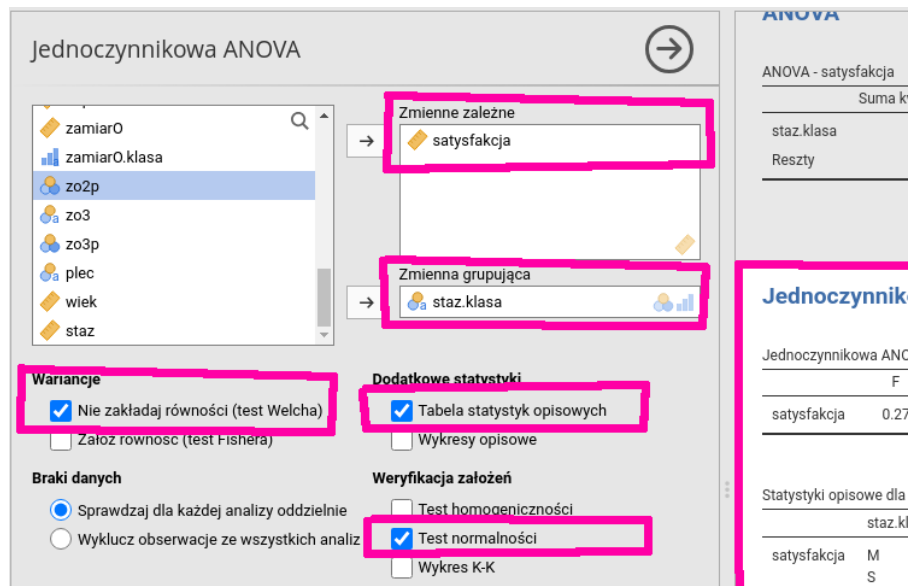 Jednoczynnikowa ANOVA
zamiarO
zamiarO.klasa
zo2p
zo3
zo3p
plec
wiek
staz
Zmienne zależne
satysfakcja
Zmienna grupująca
staz.klasa
Wariancje
Nie zakładaj równości (test Welcha)
Załóż równość (test Fishera)
Braki danych
Sprawdzaj dla każdej analizy oddzielnie
Wyklucz obserwacje ze wszystkich analiz
Dodatkowe statystyki
Tabela statystyk opisowych
Wykresy opisowe
Weryfikacja założeń
Test homogeniczności
Test normalności
Wykres K-K
ANOVA
ANOVA - satysfakcja
Suma
staz.klasa
Reszty
Jednoczynnik
Jednoczynnikowa
F
satysfakcja 0.27
Statystyki opisowe dla
staz.kl
satysfakcja M
S